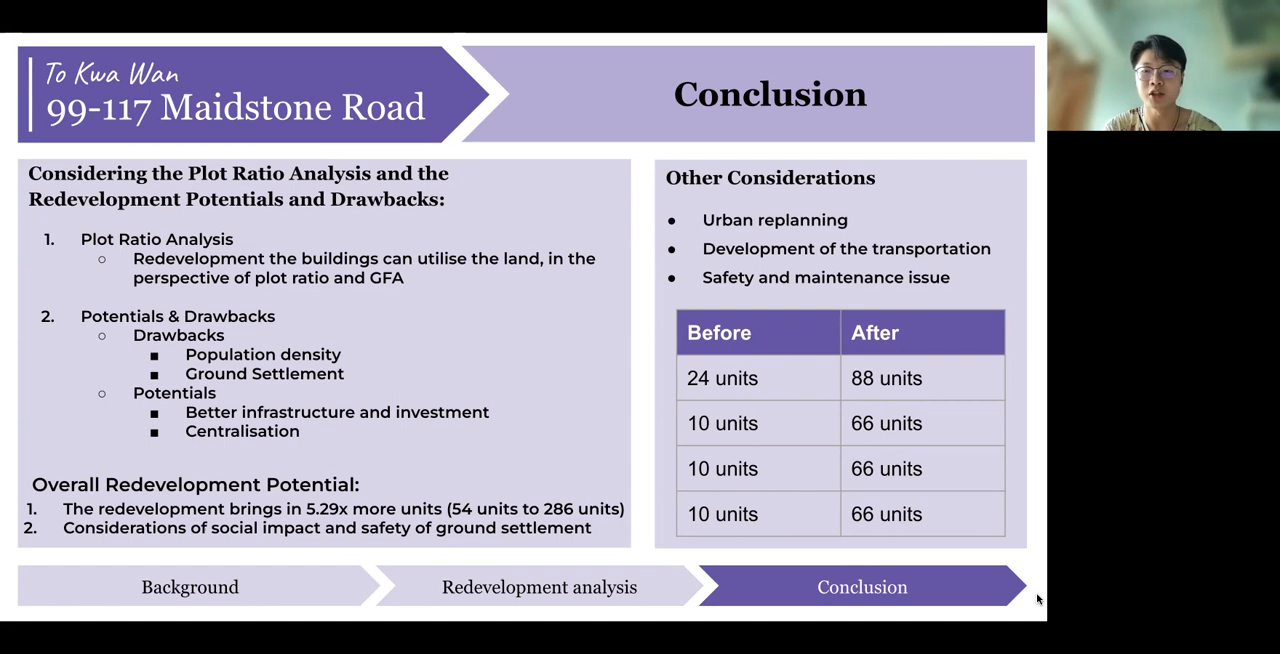 To Kwa Wan
99-117 Maidstone Road
Conclusion
Considering the Plot Ratio Analysis and the
Redevelopment Potentials and Drawbacks:
1. Plot Ratio Analysis
○ Redevelopment the buildings can utilise the land, in the
perspective of plot ratio and GFA
2. Potentials & Drawbacks
○ Drawbacks
■ Population density
■ Ground Settlement
○ Potentials
■ Better infrastructure and investment
■ Centralisation
Overall Redevelopment Potential:
1. The redevelopment brings in 5.29x more units (54 units to 286 units)
2. Considerations of social impact and safety of ground settlement
Other Considerations
● Urban replanning
● Development of the transportation
● Safety and maintenance issue
Before After
24 units 88 units
10 units 66 units
10 units 66 units
10 units 66 units
Background Redevelopment analysis Conclusion